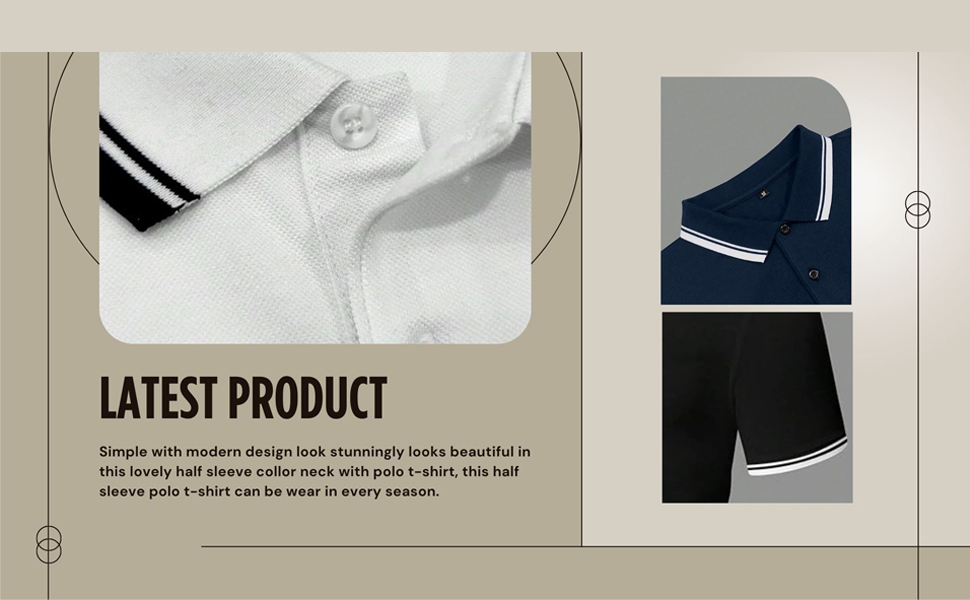 LATEST PRODUCT
Simple with modern design look stunningly looks beautiful in
this lovely half sleeve collor neck with polo t-shirt, this half
sleeve polo t-shirt can be wear in every season.